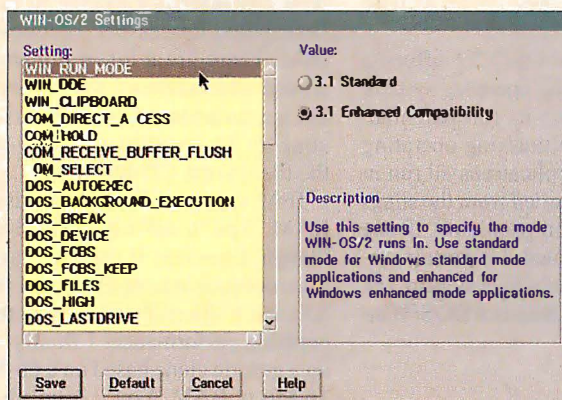 WIN-OS/2 Settings
Setting:
WIN_RUN_MODE
WIN_DDE
WIN_CLIPBOARD
COM_DIRECT_A CESS
COM HOLD
COM_RECEIVE_BUFFER_FLUSH
OM_SELECT
DOS_AUTOEXEC
DOS_BACKGROUND_EXECUTION
DOS_BREAK
DOS_DEVICE
DOS_FCBS
DOS_FCBS_KEEP
DOS_FILES
DOS_HIGH
DOS_LASTDRIVE
Value:
3.1 Standard
3.1 Enhanced Compatibility
Description
Use this setting to specify the mode
WIN-OS/2 runs in. Use standard
mode for Windows standard mode
applications and enhanced for
Windows enhanced mode applications.
Save Default Cancel Help